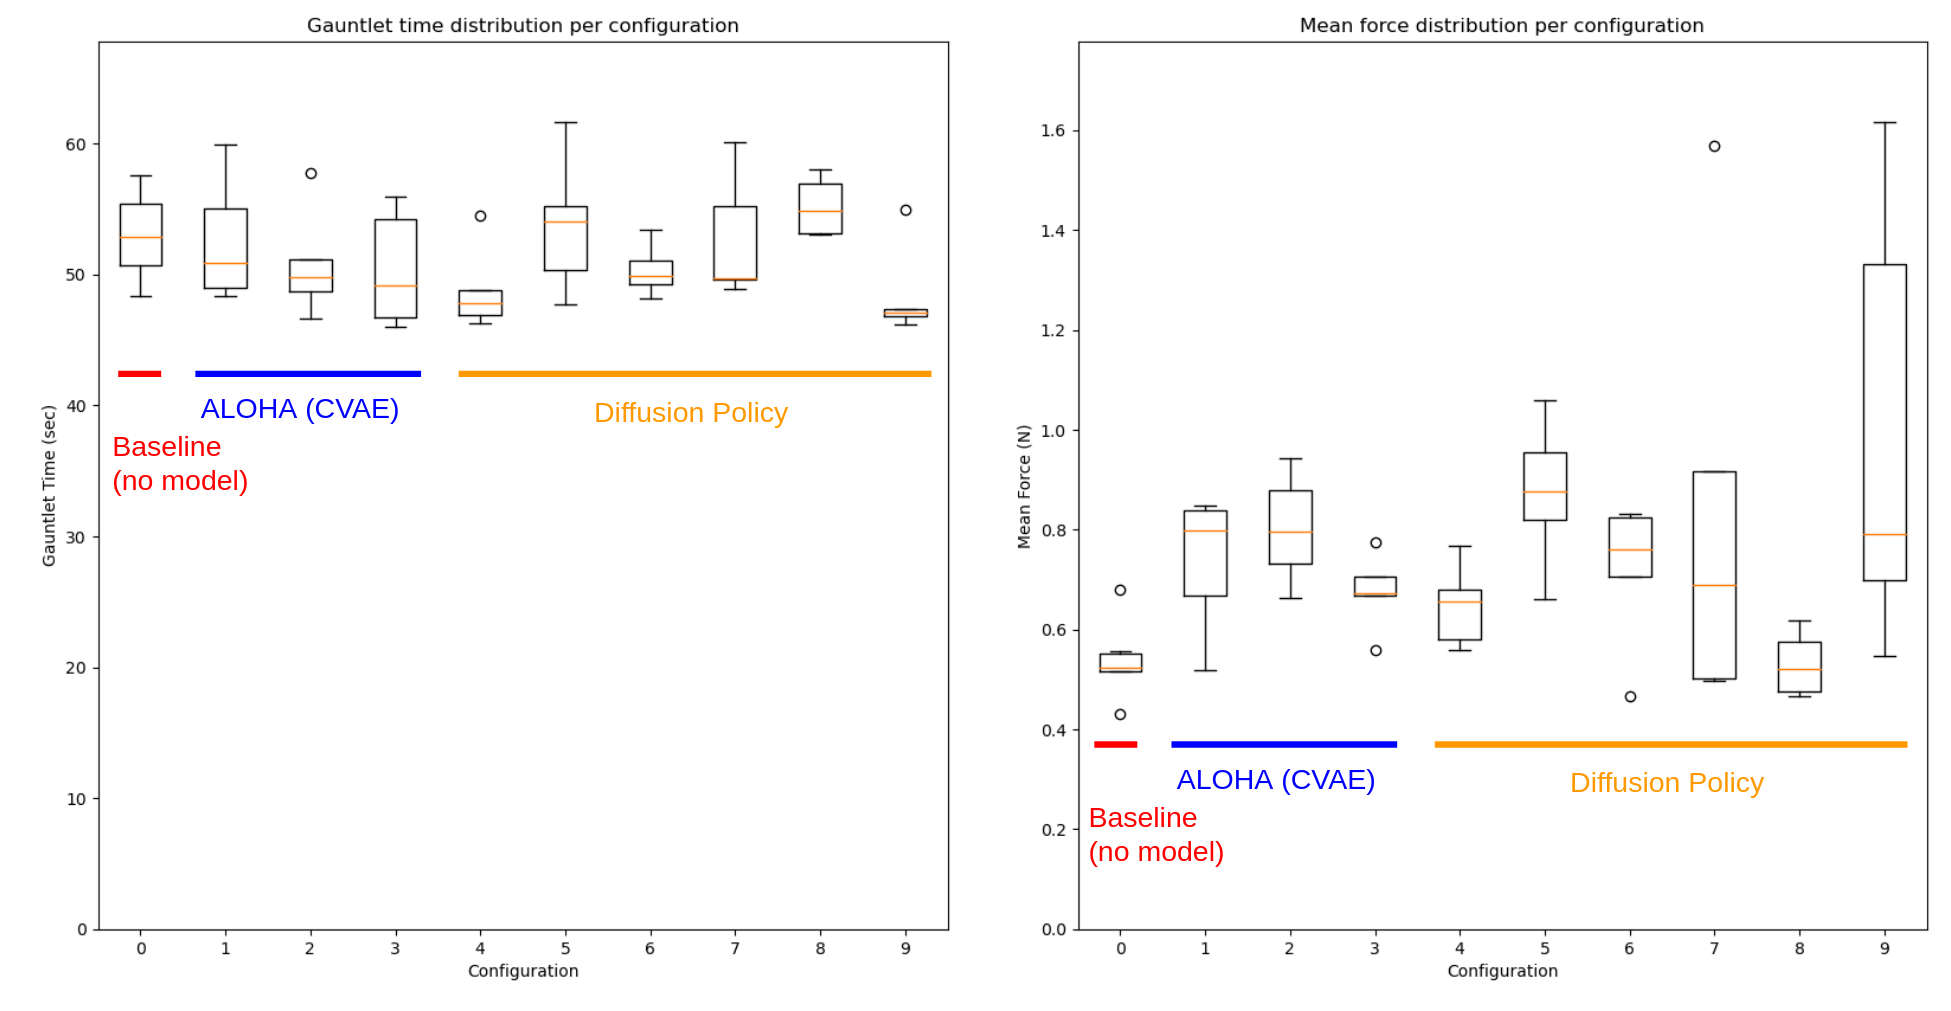 Gauntlet time distribution per configuration
60
50
40
30
20
10
0
Gauntlet Time (sec)
ALOHA (CVAE)
Diffusion Policy
Baseline
(no model)
0 1 2 3 4 5 6 7 8 9
Configuration
Mean force distribution per configuration
1.6
1.4
1.2
1.0
0.8
0.6
0.4
0.2
0.0
Mean Force (N)
ALOHA (CVAE)
Diffusion Policy
Baseline
(no model)
0 1 2 3 4 5 6 7 8 9
Configuration